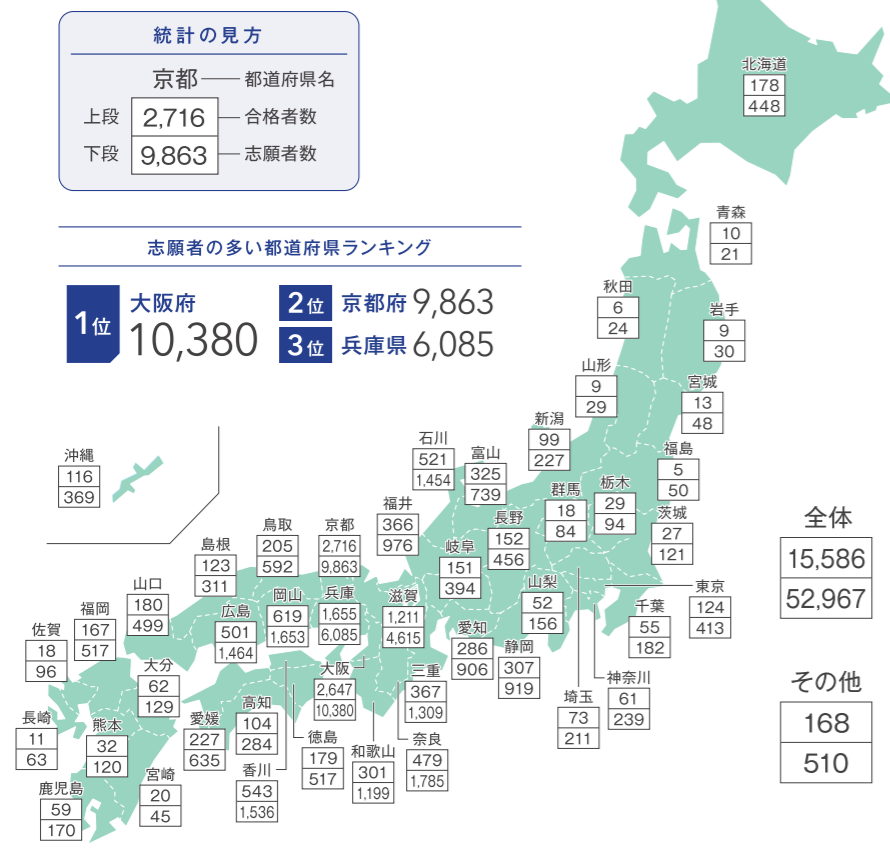 統計の見方
京都 都道府県名
上段 2,716 合格者数
下段 9,863 志願者数
志願者の多い都道府県ランキング
1位 大阪府 10,380
2位 京都府 9,863
3位 兵庫県 6,085
北海道
178
448
青森
10
21
秋田
6
24
岩手
9
30
山形
9
29
宮城
13
48
新潟
99
227
福島
5
50
石川
521
1,454
富山
325
739
群馬
18
84
栃木
29
94
茨城
27
121
長野
152
456
福井
366
976
岐阜
151
394
山梨
52
156
東京
124
413
千葉
55
182
神奈川
61
239
埼玉
73
211
静岡
307
919
愛知
286
906
滋賀
1,211
4,615
三重
367
1,309
奈良
479
1,785
和歌山
301
1,199
大阪
2,647
10,380
京都
2,716
9,863
兵庫
1,655
6,085
鳥取
205
592
岡山
619
1,653
島根
123
311
広島
501
1,464
山口
180
499
徳島
179
517
香川
543
1,536
高知
104
284
愛媛
227
635
福岡
167
517
佐賀
18
96
大分
62
129
長崎
11
63
熊本
32
120
宮崎
20
45
鹿児島
59
170
沖縄
116
369
全体
15,586
52,967
その他
168
510